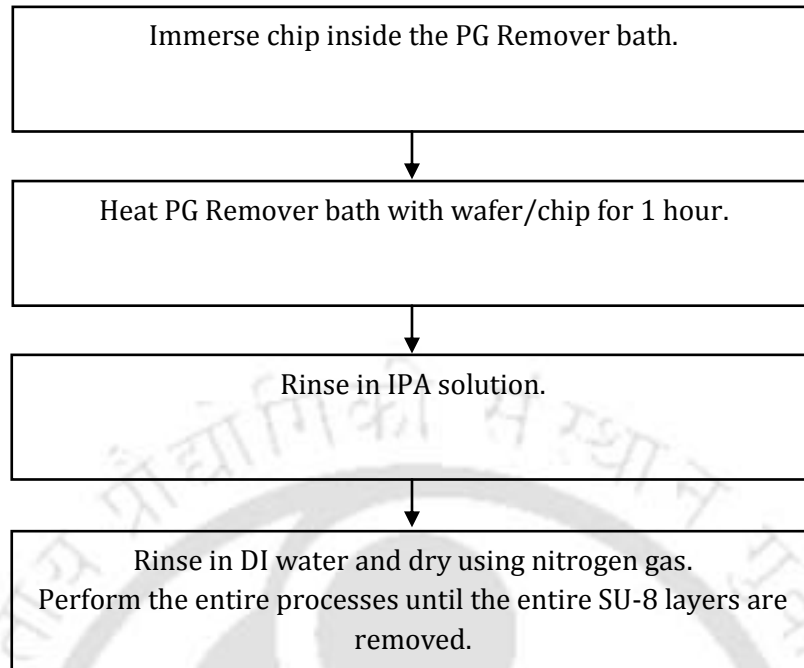 Immerse chip inside the PG Remover bath.
Heat PG Remover bath with wafer/chip for 1 hour.
Rinse in IPA solution.
Rinse in DI water and dry using nitrogen gas.
Perform the entire processes until the entire SU-8 layers are
removed.